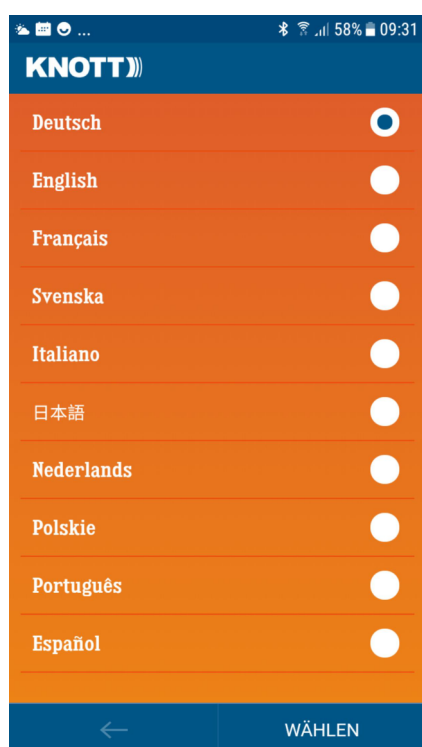 ... 58% 09:31
KNOTT
Deutsch
English
Français
Svenska
Italiano
日本語
Nederlands
Polskie
Português
Español
WÄHLEN